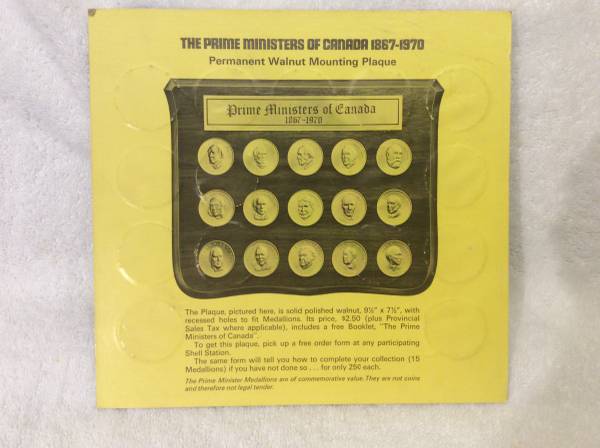 THE PRIME MINISTERS OF CANADA 1867-1970
Permanent Walnut Mounting Plaque
Prime Ministers of Canada
1867-1970
The Plaque, pictured here, is solid polished walnut, 9½" x 7½", with
recessed holes to fit Medallions. Its price, $2.50 (plus Provincial
Sales Tax where applicable), includes a free Booklet, "The Prime
Ministers of Canada".
To get this plaque, pick up a free order form at any participating
Shell Station.
The same form will tell you how to complete your collection (15
Medallions) if you have not done so . . . for only 25¢ each.
The Prime Minister Medallions are of commemorative value. They are not coins
and therefore not legal tender.